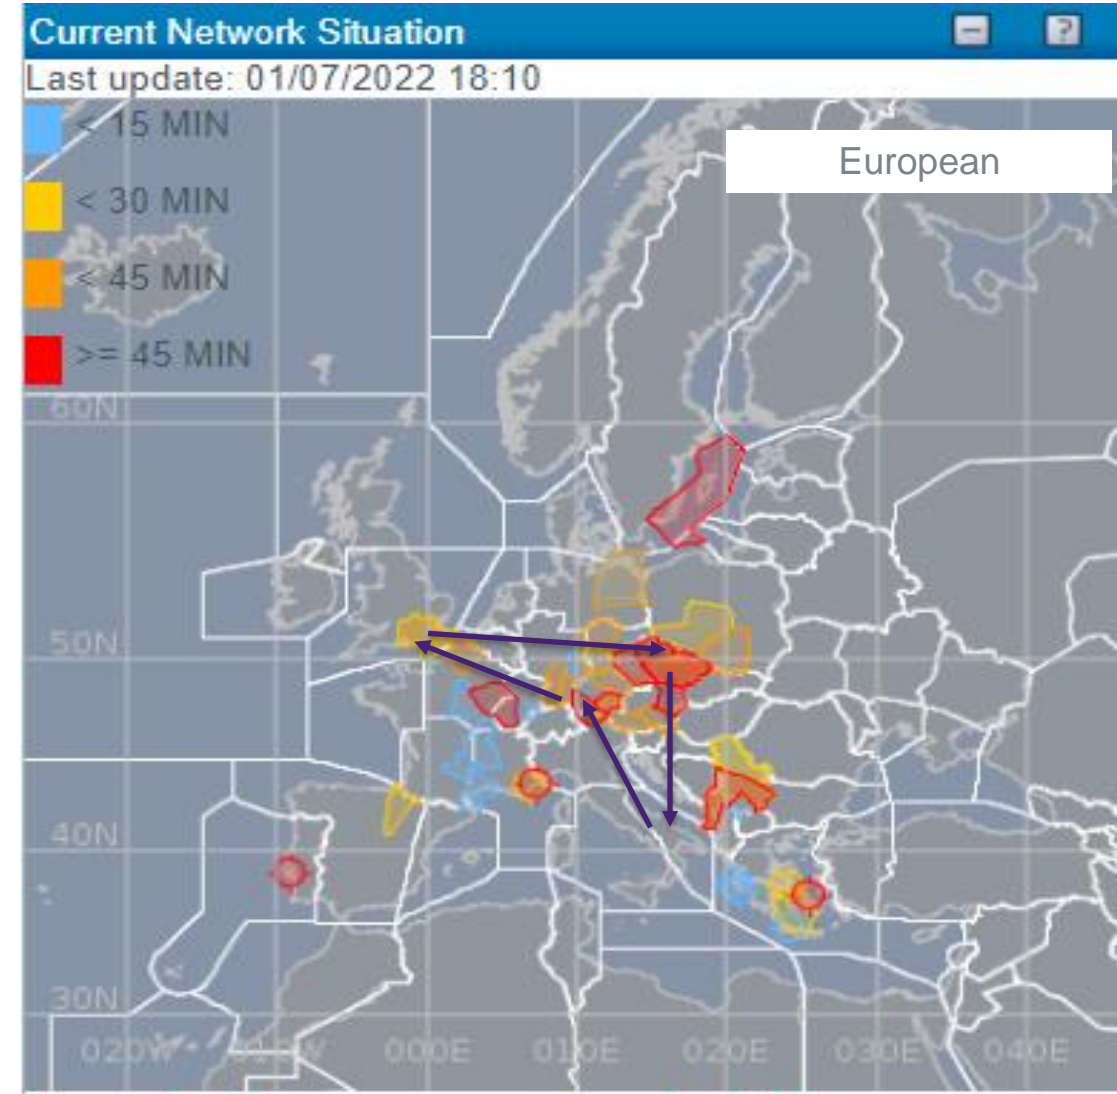 Current Network Situation
Last update: 01/07/2022 18:10
< 15 MIN
European
< 30 MIN
< 45 MIN
>= 45 MIN
60N
50N
40N
30N
020W 010W 000E 010E 020E 030E 040E